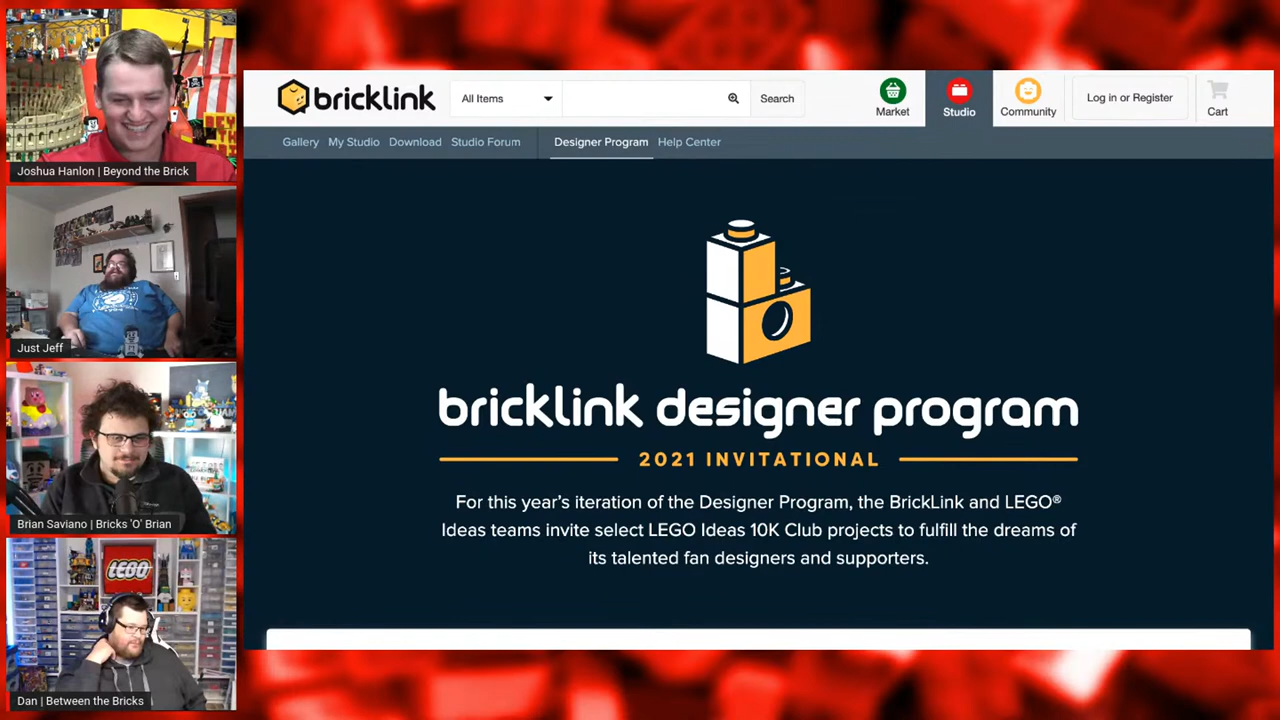 Joshua Hanlon | Beyond the Brick
Just Jeff
Brian Saviano | Bricks 'O' Brian
LEGO
Dan | Between the Bricks
bricklink
All Items
Search
Market
Studio
Community
Log in or Register
Cart
Gallery My Studio Download Studio Forum Designer Program Help Center
bricklink designer program
2021 INVITATIONAL
For this year's iteration of the Designer Program, the BrickLink and LEGO®
Ideas teams invite select LEGO Ideas 10K Club projects to fulfill the dreams of
its talented fan designers and supporters.